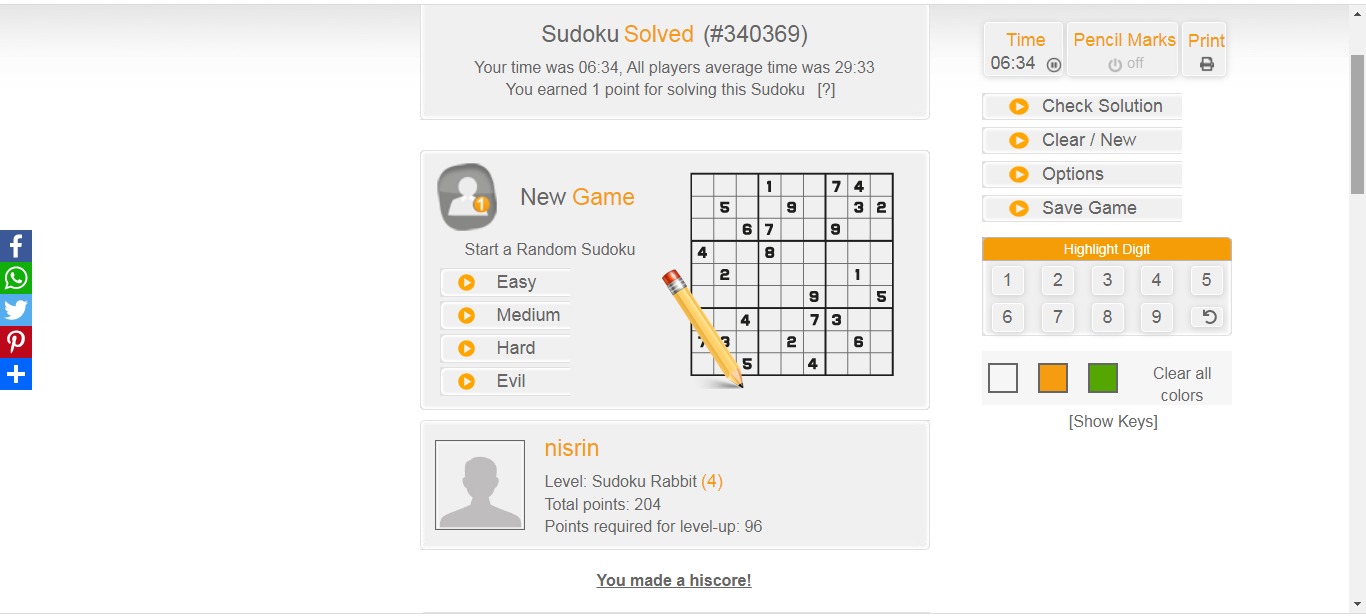 Sudoku Solved (#340369)
Your time was 06:34, All players average time was 29:33
You earned 1 point for solving this Sudoku [?]
New Game
1
Start a Random Sudoku
Easy
Medium
Hard
Evil
1 7 4
5 9 3 2
6 7 9
4 8
2 1
9 5
4 7 3
7 3 2 6
5 4
nisrin
Level: Sudoku Rabbit (4)
Total points: 204
Points required for level-up: 96
You made a hiscore!
Time
06:34
Pencil Marks
off
Print
Check Solution
Clear / New
Options
Save Game
Highlight Digit
1 2 3 4 5
6 7 8 9
Clear all
colors
[Show Keys]